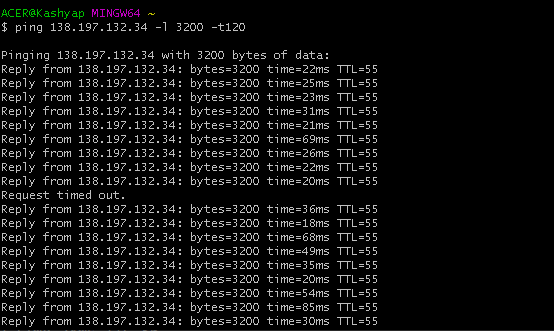 ACER@Kashyap MINGW64 ~
$ ping 138.197.132.34 -l 3200 -t120
Pinging 138.197.132.34 with 3200 bytes of data:
Reply from 138.197.132.34: bytes=3200 time=22ms TTL=55
Reply from 138.197.132.34: bytes=3200 time=25ms TTL=55
Reply from 138.197.132.34: bytes=3200 time=23ms TTL=55
Reply from 138.197.132.34: bytes=3200 time=31ms TTL=55
Reply from 138.197.132.34: bytes=3200 time=21ms TTL=55
Reply from 138.197.132.34: bytes=3200 time=69ms TTL=55
Reply from 138.197.132.34: bytes=3200 time=26ms TTL=55
Reply from 138.197.132.34: bytes=3200 time=22ms TTL=55
Reply from 138.197.132.34: bytes=3200 time=20ms TTL=55
Request timed out.
Reply from 138.197.132.34: bytes=3200 time=36ms TTL=55
Reply from 138.197.132.34: bytes=3200 time=18ms TTL=55
Reply from 138.197.132.34: bytes=3200 time=68ms TTL=55
Reply from 138.197.132.34: bytes=3200 time=49ms TTL=55
Reply from 138.197.132.34: bytes=3200 time=35ms TTL=55
Reply from 138.197.132.34: bytes=3200 time=20ms TTL=55
Reply from 138.197.132.34: bytes=3200 time=54ms TTL=55
Reply from 138.197.132.34: bytes=3200 time=85ms TTL=55
Reply from 138.197.132.34: bytes=3200 time=30ms TTL=55